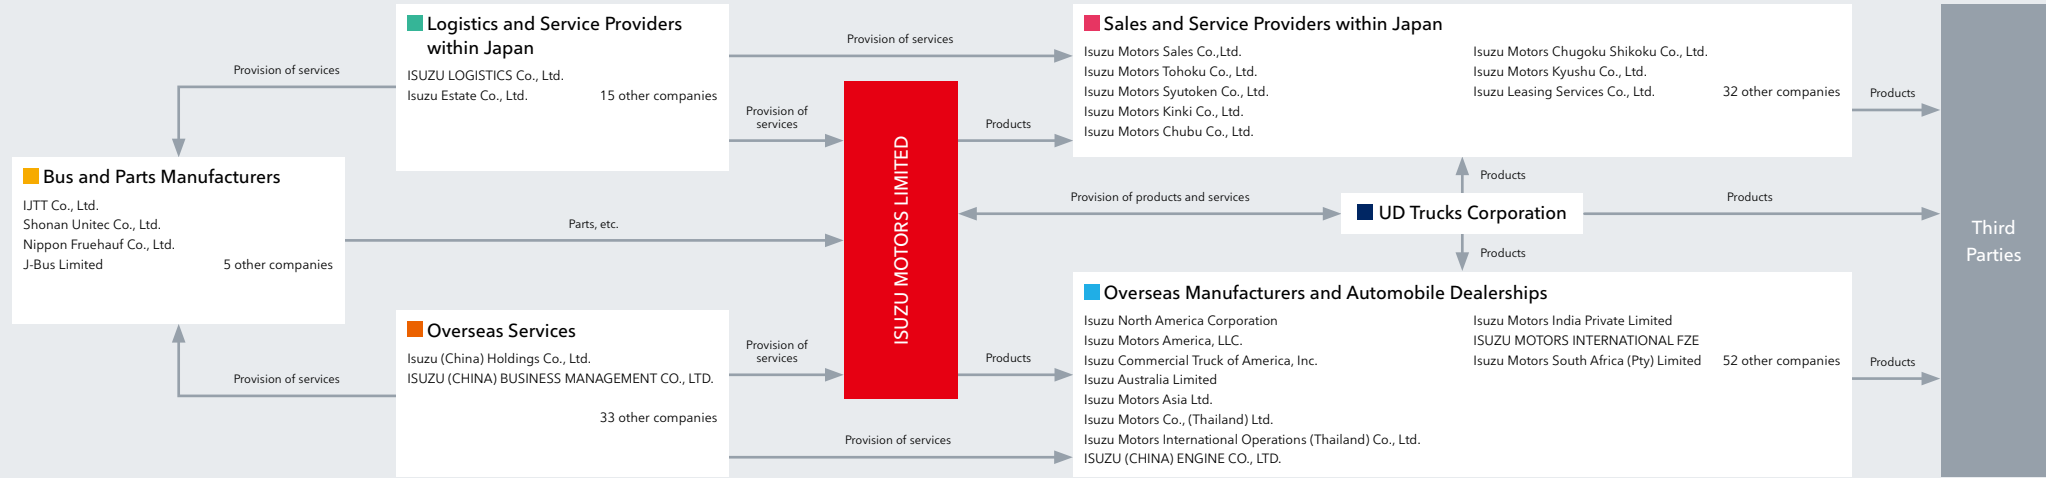 Logistics and Service Providers
within Japan
ISUZU LOGISTICS Co., Ltd.
Isuzu Estate Co., Ltd.
15 other companies
Provision of services
Provision of services
Provision of
services
Bus and Parts Manufacturers
IJTT Co., Ltd.
Shonan Unitec Co., Ltd.
Nippon Fruehauf Co., Ltd.
J-Bus Limited
5 other companies
Parts, etc.
Overseas Services
Isuzu (China) Holdings Co., Ltd.
ISUZU (CHINA) BUSINESS MANAGEMENT CO., LTD.
33 other companies
Provision of services
Provision of
services
Provision of services
ISUZU MOTORS LIMITED
Products
Provision of products and services
Products
Sales and Service Providers within Japan
Isuzu Motors Sales Co.,Ltd.
Isuzu Motors Tohoku Co., Ltd.
Isuzu Motors Syutoken Co., Ltd.
Isuzu Motors Kinki Co., Ltd.
Isuzu Motors Chubu Co., Ltd.
Isuzu Motors Chugoku Shikoku Co., Ltd.
Isuzu Motors Kyushu Co., Ltd.
Isuzu Leasing Services Co., Ltd.
32 other companies
Products
Products
UD Trucks Corporation
Products
Products
Overseas Manufacturers and Automobile Dealerships
Isuzu North America Corporation
Isuzu Motors America, LLC.
Isuzu Commercial Truck of America, Inc.
Isuzu Australia Limited
Isuzu Motors Asia Ltd.
Isuzu Motors Co., (Thailand) Ltd.
Isuzu Motors International Operations (Thailand) Co., Ltd.
ISUZU (CHINA) ENGINE CO., LTD.
Isuzu Motors India Private Limited
ISUZU MOTORS INTERNATIONAL FZE
Isuzu Motors South Africa (Pty) Limited
52 other companies
Products
Third
Parties